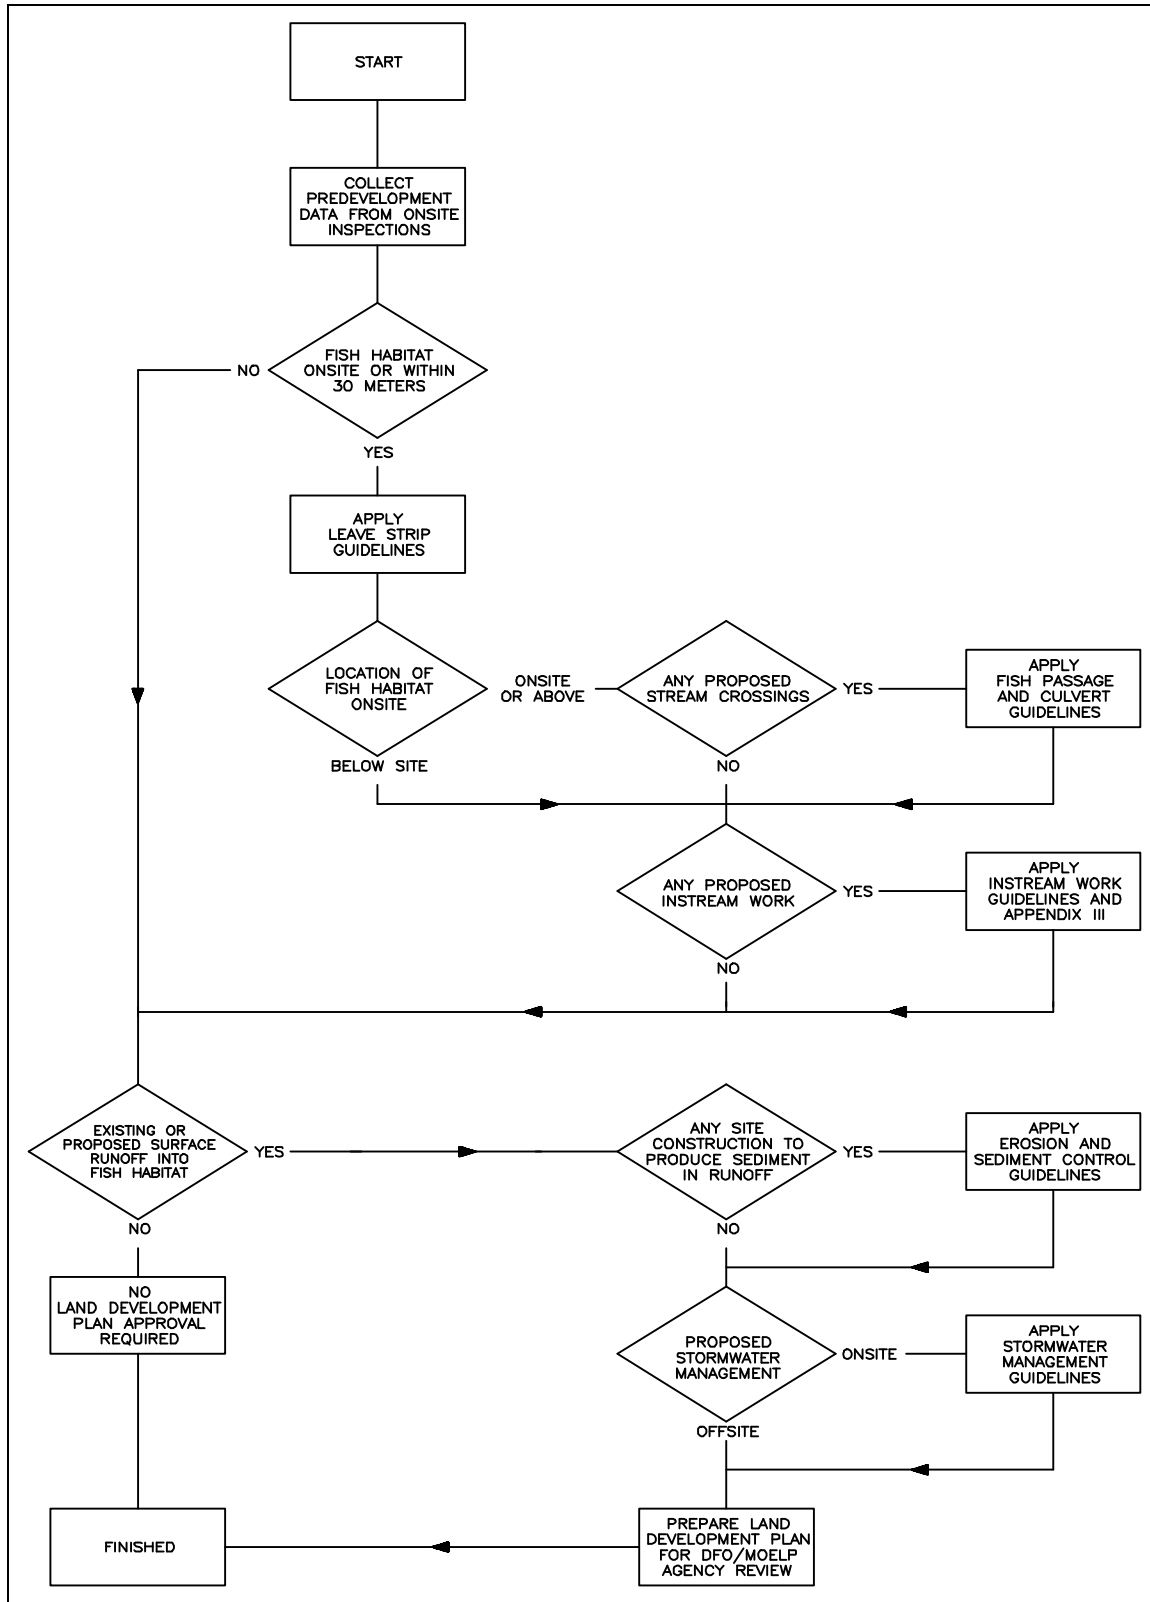 START
COLLECT
PREDEVELOPMENT
DATA FROM ONSITE
INSPECTIONS
FISH HABITAT
ONSITE OR WITHIN
30 METERS
NO
YES
APPLY
LEAVE STRIP
GUIDELINES
LOCATION OF
FISH HABITAT
ONSITE
ONSITE
OR ABOVE
ANY PROPOSED
STREAM CROSSINGS
YES
APPLY
FISH PASSAGE
AND CULVERT
GUIDELINES
BELOW SITE
NO
ANY PROPOSED
INSTREAM WORK
YES
APPLY
INSTREAM WORK
GUIDELINES AND
APPENDIX III
NO
EXISTING OR
PROPOSED SURFACE
RUNOFF INTO
FISH HABITAT
YES
ANY SITE
CONSTRUCTION TO
PRODUCE SEDIMENT
IN RUNOFF
YES
APPLY
EROSION AND
SEDIMENT CONTROL
GUIDELINES
NO
NO
NO
LAND DEVELOPMENT
PLAN APPROVAL
REQUIRED
PROPOSED
STORMWATER
MANAGEMENT
ONSITE
APPLY
STORMWATER
MANAGEMENT
GUIDELINES
OFFSITE
FINISHED
PREPARE LAND
DEVELOPMENT PLAN
FOR DFO/MOELP
AGENCY REVIEW